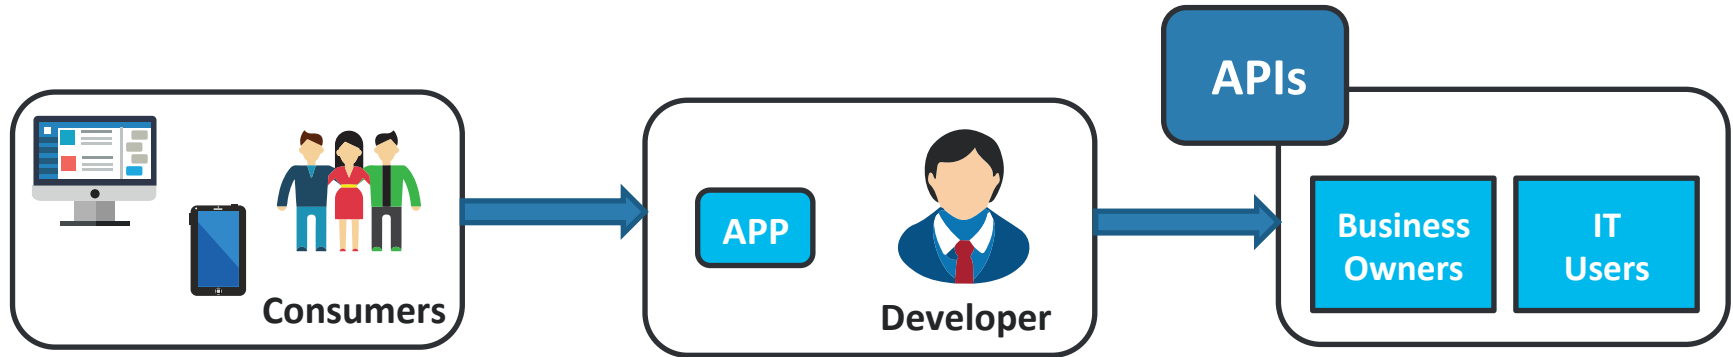 Consumers
APP
Developer
APIs
Business
Owners
IT
Users